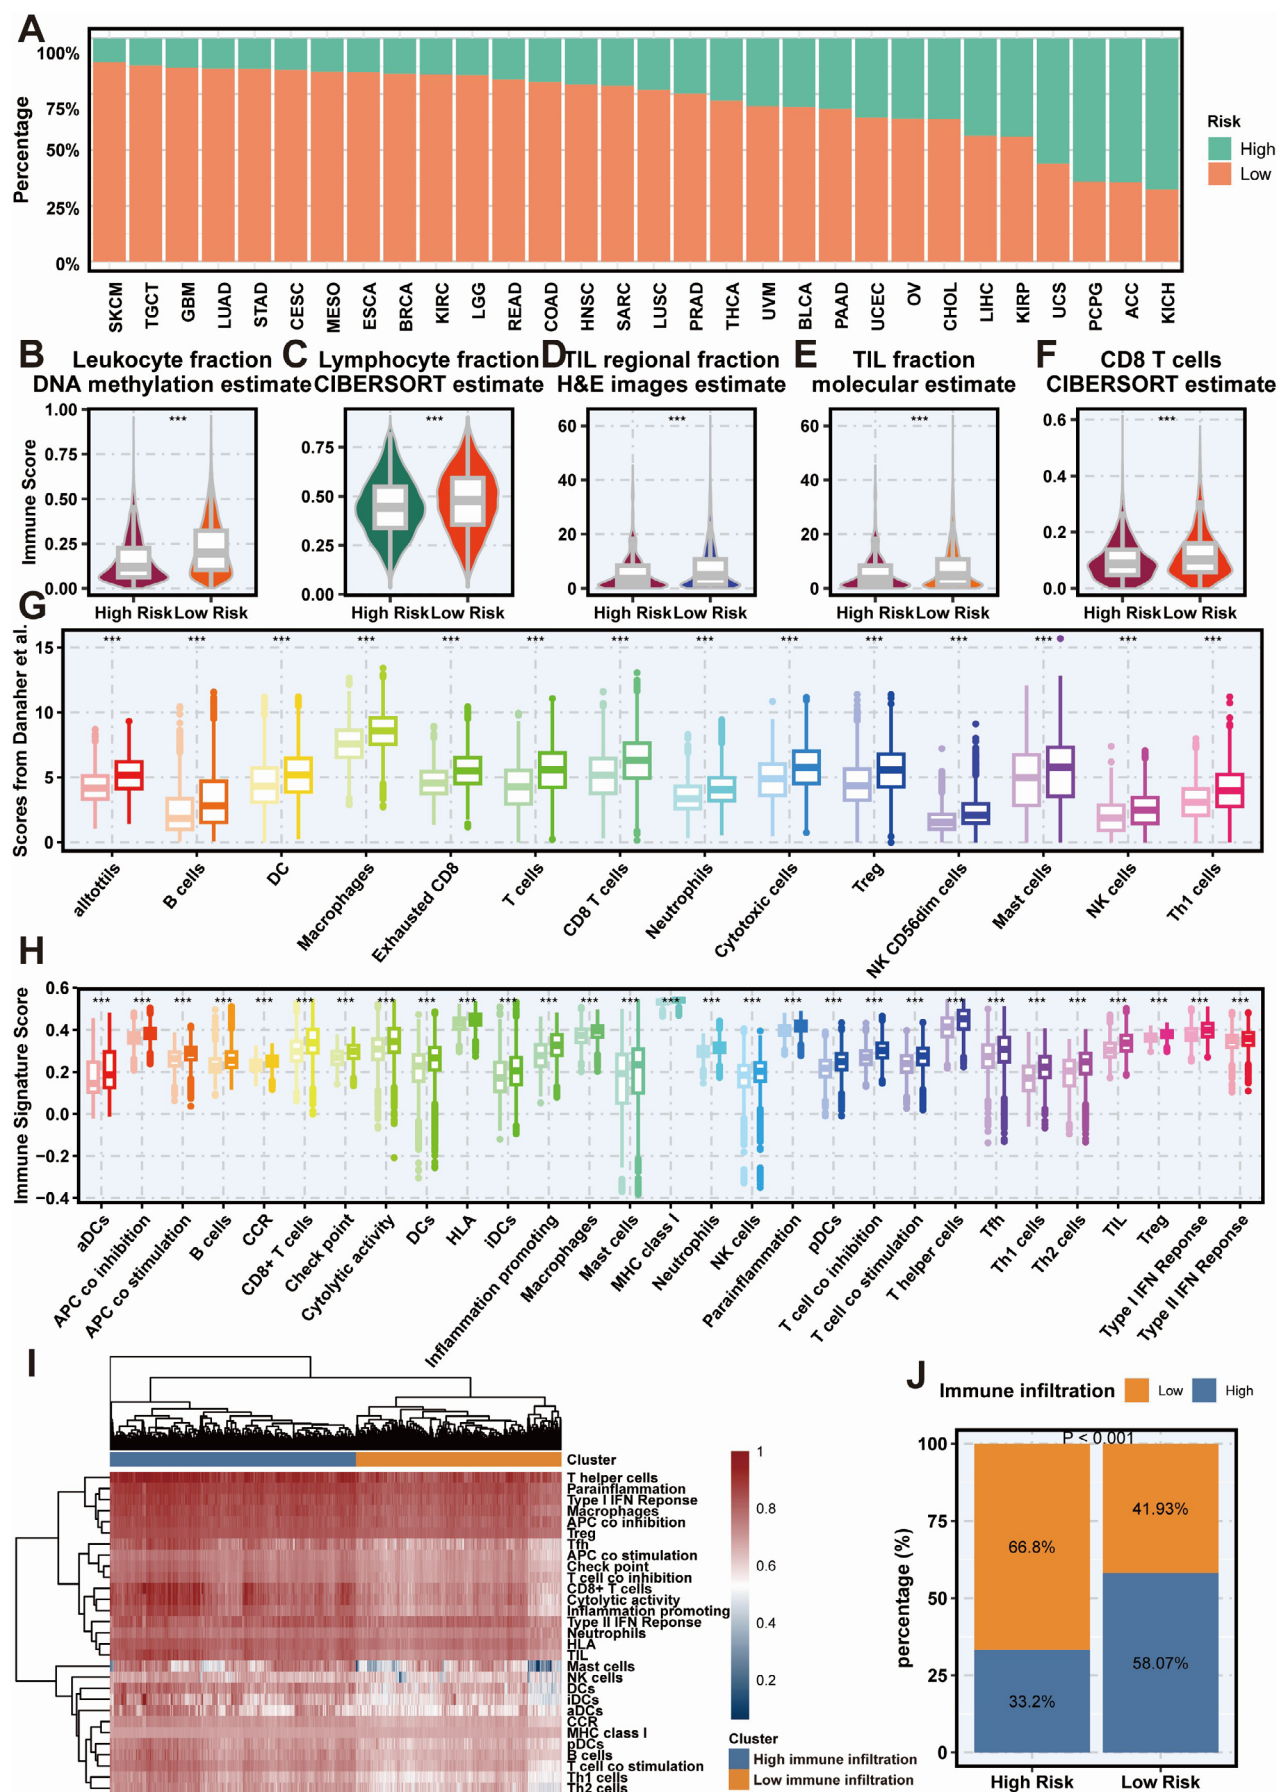 A
100%
75%
50%
25%
0%
Percentage
Risk
High
Low
SKCM
TGCT
GBM
LUAD
STAD
CESC
MESO
ESCA
BRCA
KIRC
LGG
READ
COAD
HNSC
SARC
LUSC
PRAD
THCA
UVM
BLCA
PAAD
UCEC
OV
CHOL
LIHC
KIRP
UCS
PCPG
ACC
KICH
B
Leukocyte fraction
DNA methylation estimate
Immune Score
1.00
0.75
0.50
0.25
0.00
***
High Risk Low Risk
C
Lymphocyte fraction
CIBERSORT estimate
0.75
0.50
0.25
0.00
***
High Risk Low Risk
D
TIL regional fraction
H&E images estimate
60
40
20
0
***
High Risk Low Risk
E
TIL fraction
molecular estimate
60
40
20
0
***
High Risk Low Risk
F
CD8 T cells
CIBERSORT estimate
0.6
0.4
0.2
0.0
***
High Risk Low Risk
G
Scores from Danaher et al.
15
10
5
0
*** *** *** *** *** *** *** *** *** *** *** *** *** ***
alltottils
B cells
DC
Macrophages
Exhausted CD8
T cells
CD8 T cells
Neutrophils
Cytotoxic cells
Treg
NK CD56dim cells
Mast cells
NK cells
Th1 cells
H
Immune Signature Score
0.6
0.4
0.2
0.0
−0.2
−0.4
*** *** *** *** *** *** *** *** *** *** *** *** *** *** *** *** *** *** *** *** *** *** *** *** *** *** *** ***
aDCs
APC co inhibition
APC co stimulation
B cells
CCR
CD8+ T cells
Check point
Cytolytic activity
DCs
HLA
iDCs
Inflammation promoting
Macrophages
Mast cells
MHC class I
Neutrophils
NK cells
Parainflammation
pDCs
T cell co inhibition
T cell co stimulation
T helper cells
Tfh
Th1 cells
Th2 cells
TIL
Treg
Type I IFN Reponse
Type II IFN Reponse
I
Cluster
T helper cells
Parainflammation
Type I IFN Reponse
Macrophages
APC co inhibition
Treg
Tfh
APC co stimulation
Check point
T cell co inhibition
CD8+ T cells
Cytolytic activity
Inflammation promoting
Type II IFN Reponse
Neutrophils
HLA
TIL
Mast cells
NK cells
DCs
iDCs
aDCs
CCR
MHC class I
pDCs
B cells
T cell co stimulation
Th1 cells
Th2 cells
1
0.8
0.6
0.4
0.2
Cluster
High immune infiltration
Low immune infiltration
J
Immune infiltration Low High
P < 0.001
percentage (%)
100
75
50
25
0
66.8%
33.2%
41.93%
58.07%
High Risk Low Risk